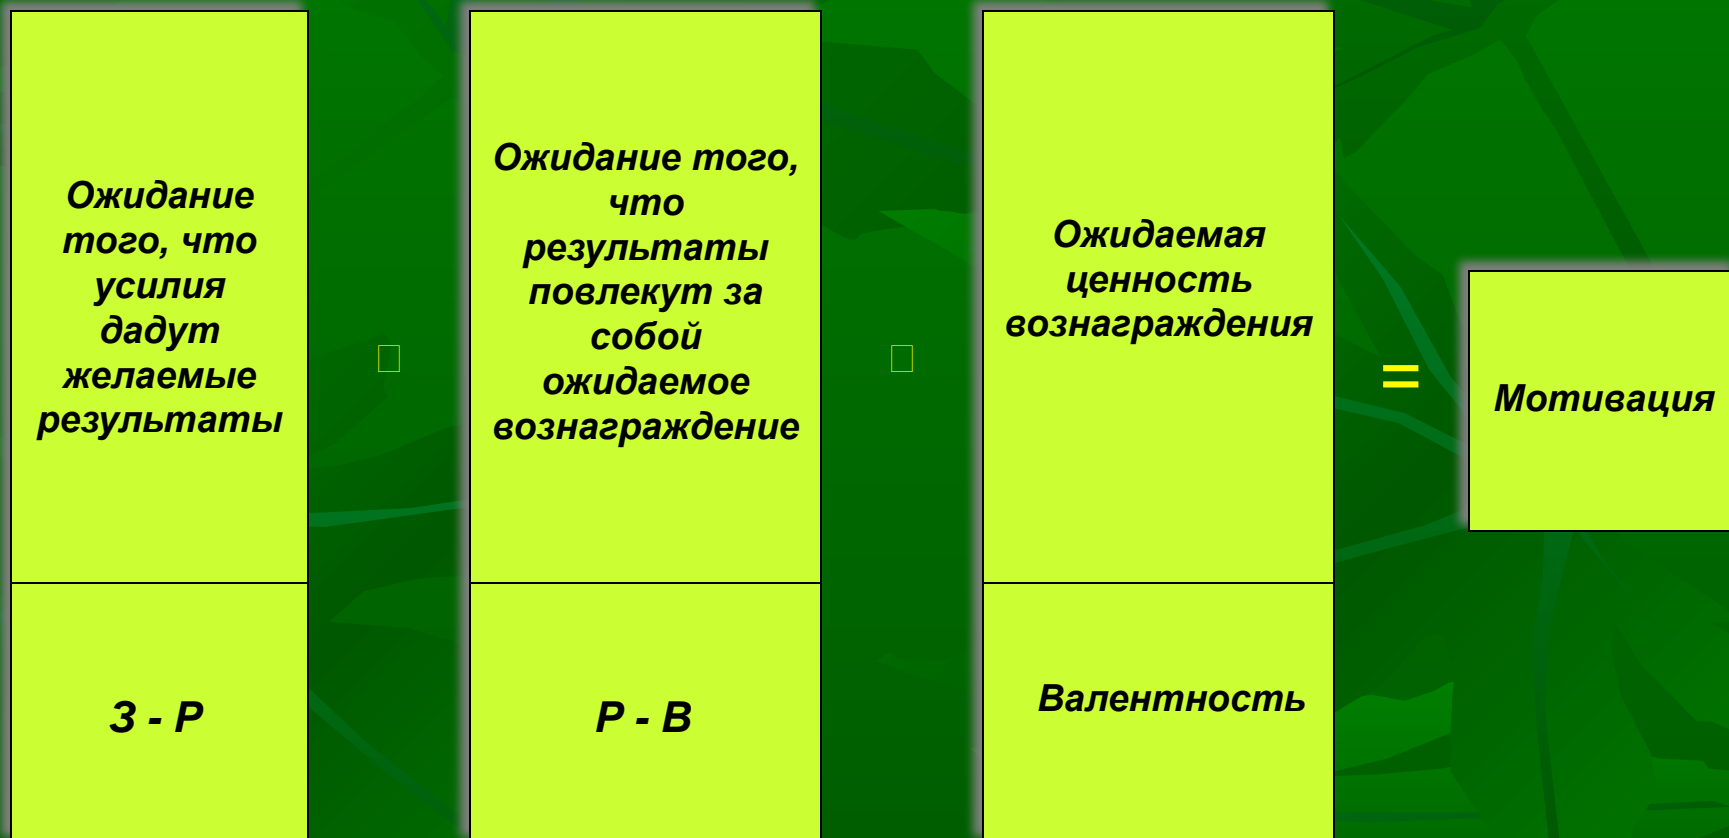 Ожидание
того, что
усилия
дадут
желаемые
результаты
З - Р
Ожидание того,
что
результаты
повлекут за
собой
ожидаемое
вознаграждение
Р - В
Ожидаемая
ценность
вознаграждения
Валентность
=
Мотивация